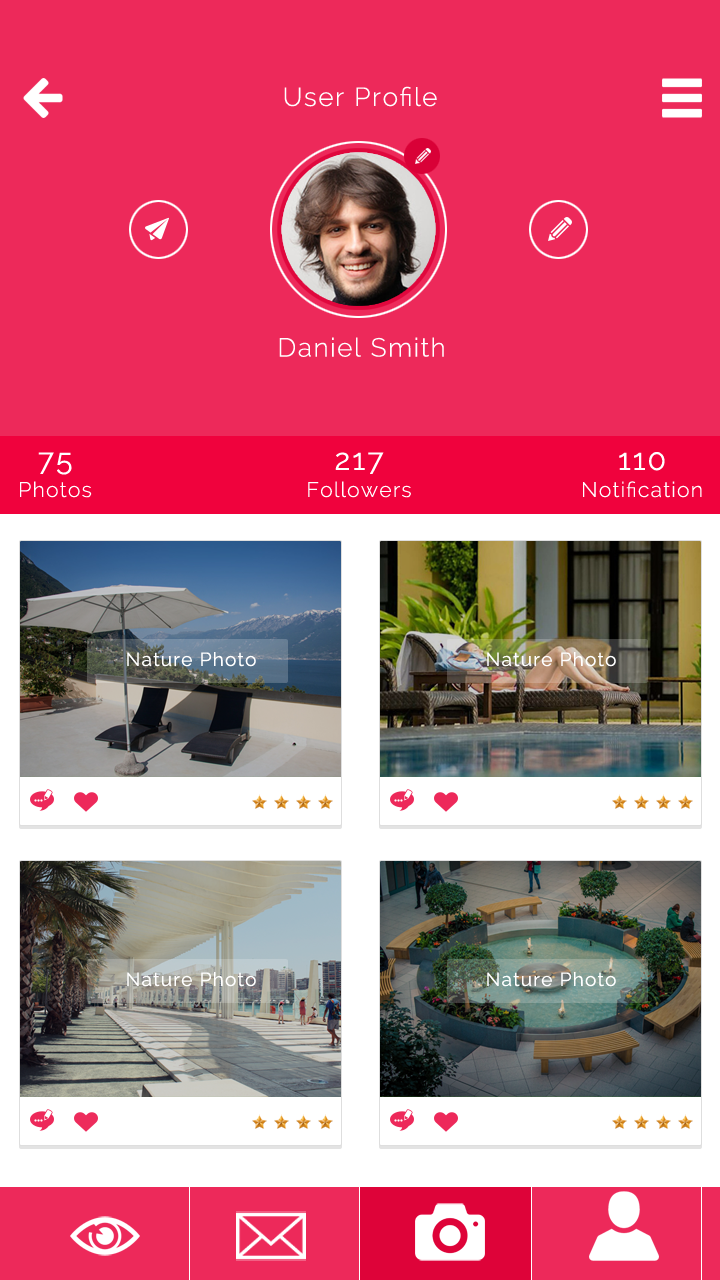 User Profile
Daniel Smith
75
Photos
217
Followers
110
Notification
Nature Photo
Nature Photo
Nature Photo
Nature Photo